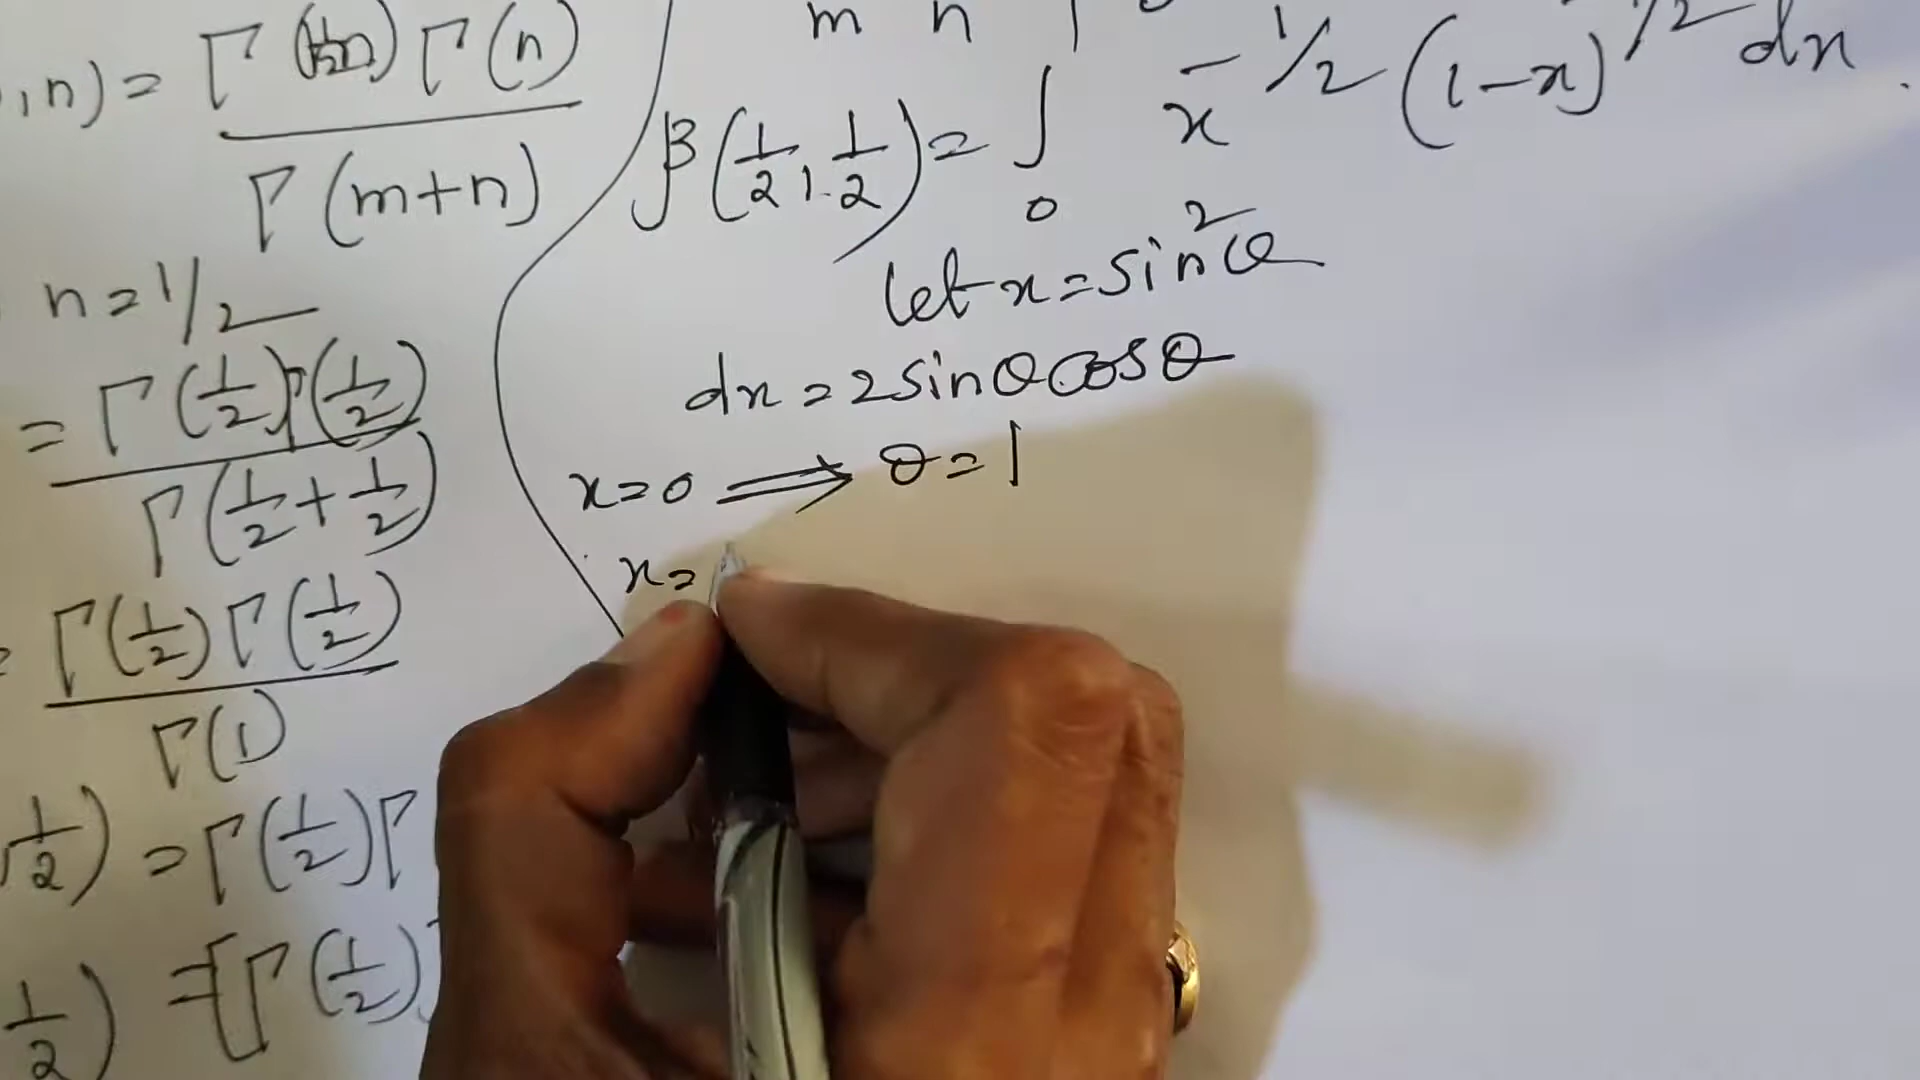 ,n) = Γ(m) Γ(n) / Γ(m+n)
n = 1/2
= Γ(1/2) Γ(1/2) / Γ(1/2 + 1/2)
= Γ(1/2) Γ(1/2) / Γ(1)
, 1/2) = Γ(1/2) Γ
1/2) = [Γ(1/2)]
m n
β(1/2, 1/2) = ∫ 0 x^-1/2 (1-x)^1/2 dx.
let x = sin²θ
dx = 2 sinθ cosθ
x = 0 ⟹ θ = 1
x =